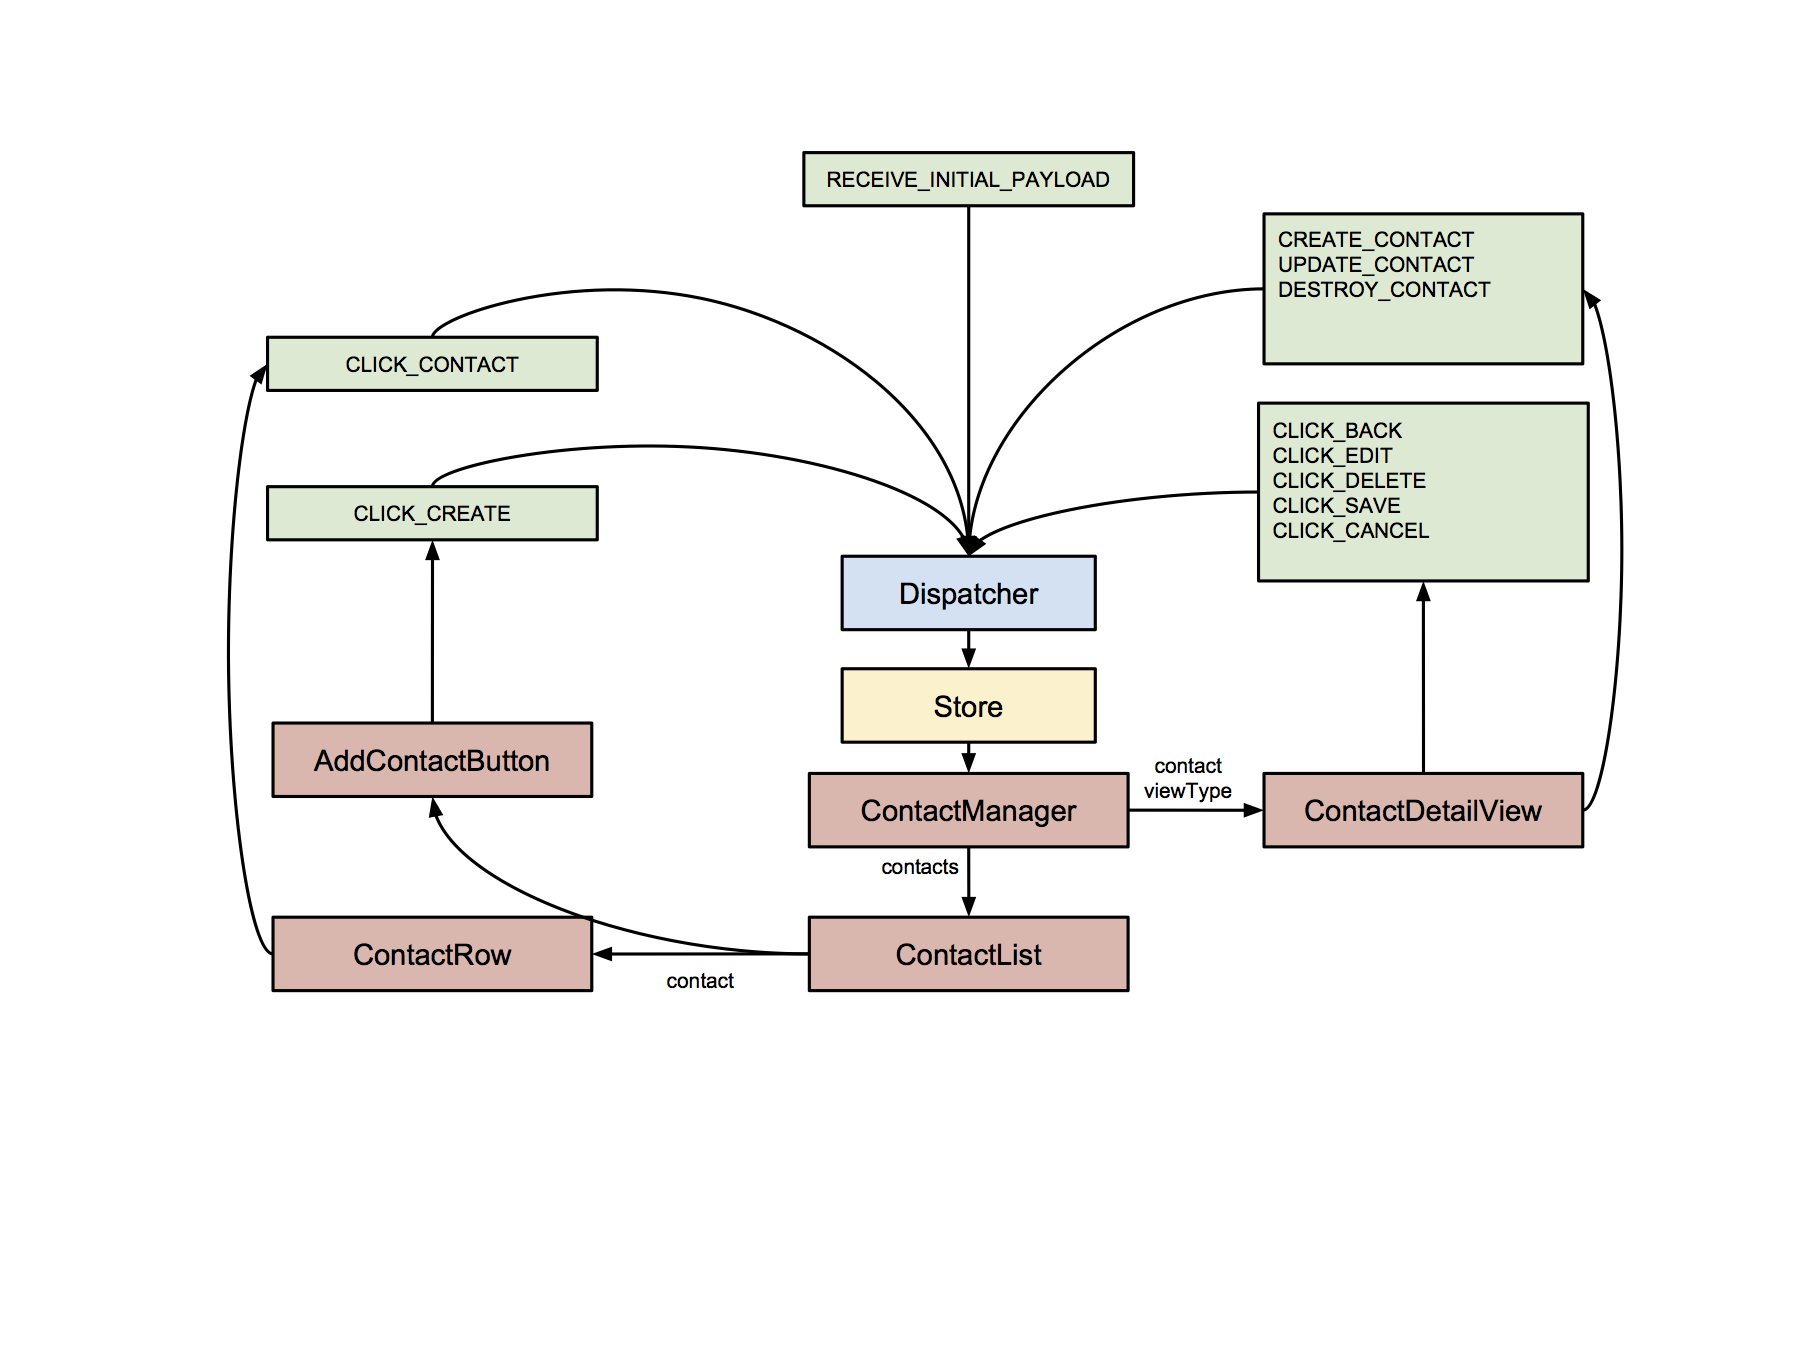 RECEIVE_INITIAL_PAYLOAD
CREATE_CONTACT
UPDATE_CONTACT
DESTROY_CONTACT
CLICK_CONTACT
CLICK_BACK
CLICK_EDIT
CLICK_DELETE
CLICK_SAVE
CLICK_CANCEL
CLICK_CREATE
Dispatcher
Store
AddContactButton
ContactManager
contact
viewType
ContactDetailView
contacts
ContactRow
contact
ContactList